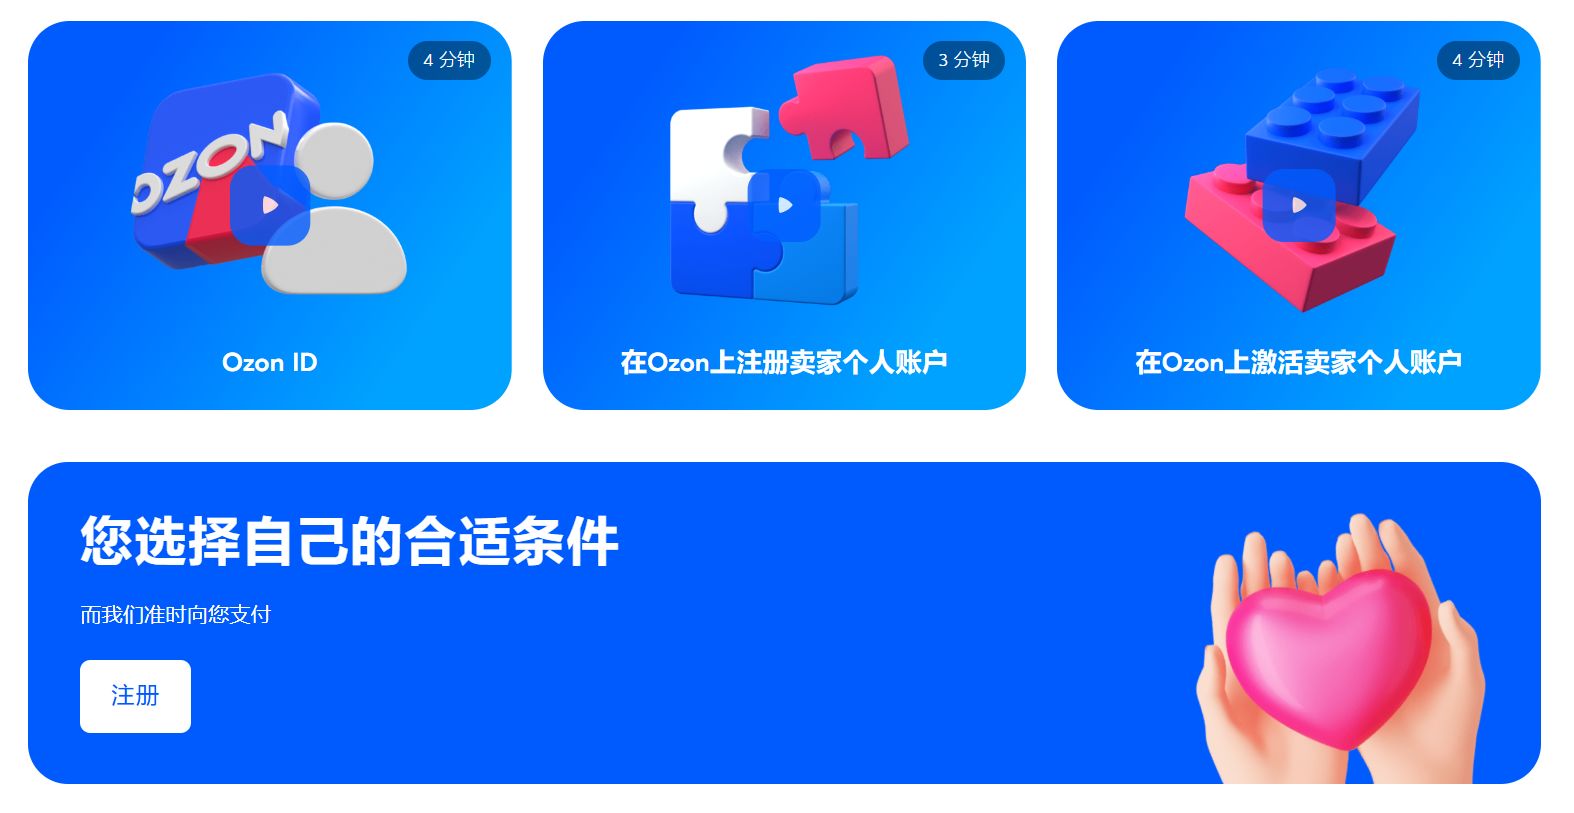 4 分钟
OZON
Ozon ID
3 分钟
在Ozon上注册卖家个人账户
4 分钟
在Ozon上激活卖家个人账户
您选择自己的合适条件
而我们准时向您支付
注册